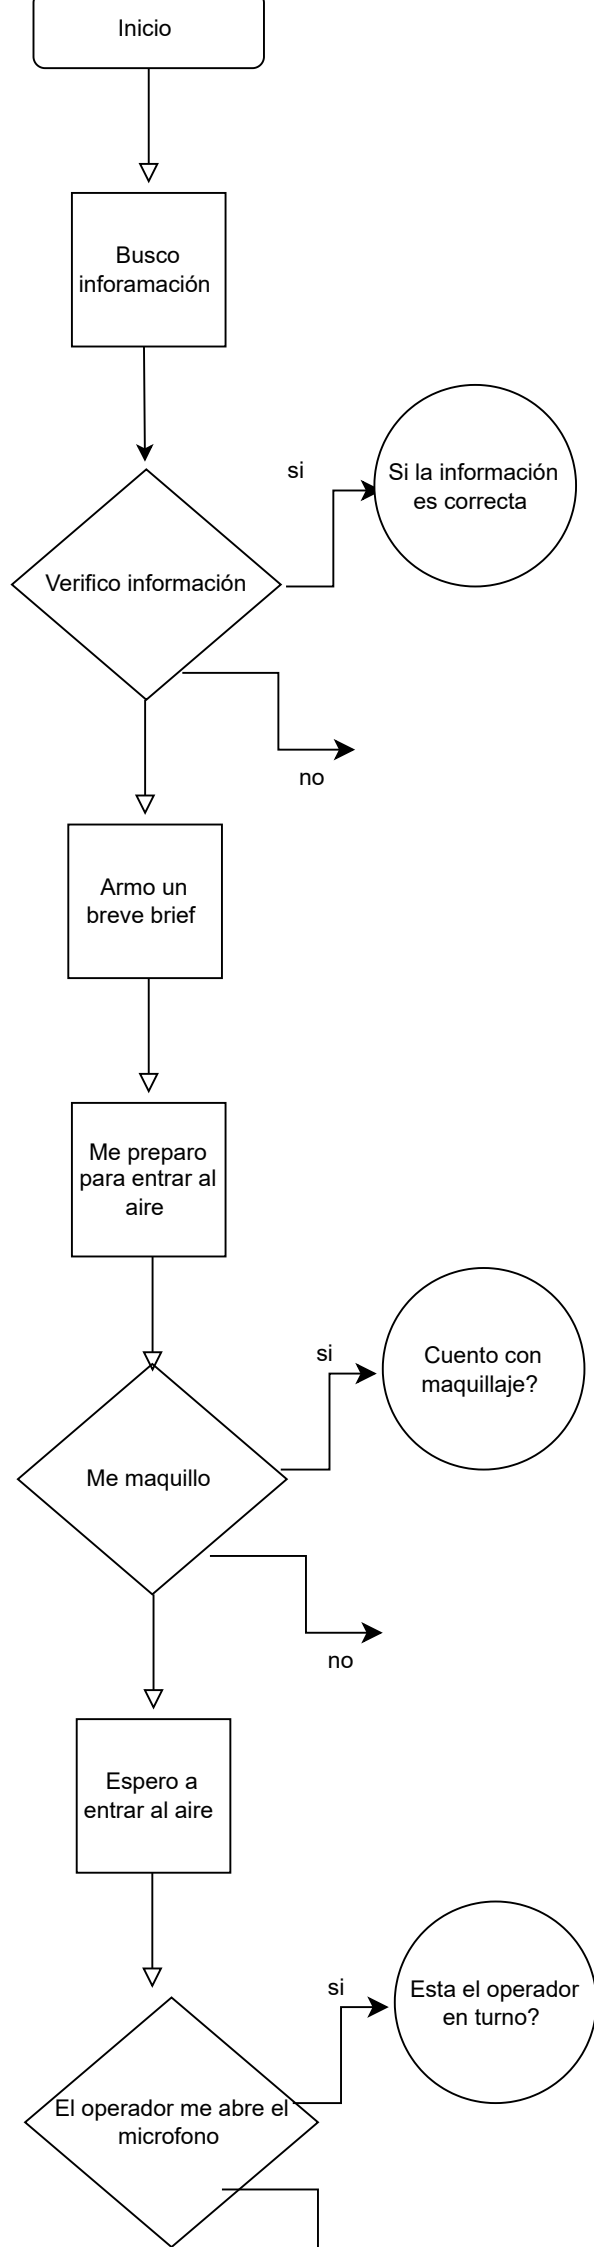 Inicio
Busco
inforamación
si
Si la información
es correcta
Verifico información
no
Armo un
breve brief
Me preparo
para entrar al
aire
si
Cuento con
maquillaje?
Me maquillo
no
Espero a
entrar al aire
si
Esta el operador
en turno?
El operador me abre el
microfono